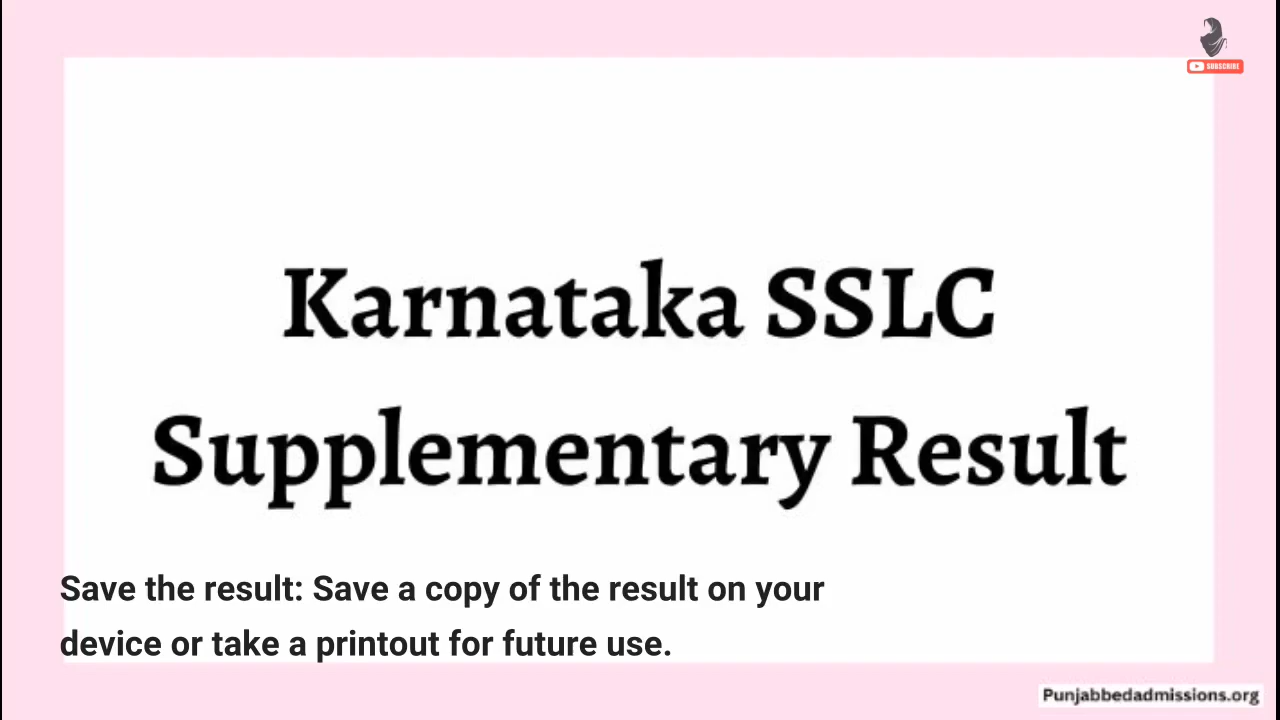 SUBSCRIBE
Karnataka SSLC
Supplementary Result
Save the result: Save a copy of the result on your
device or take a printout for future use.
Punjabbedadmissions.org